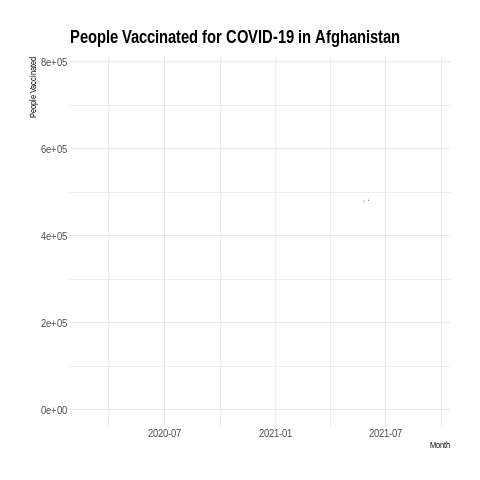 People Vaccinated for COVID-19 in Afghanistan
People Vaccinated
8e+05
6e+05
4e+05
2e+05
0e+00
2020-07
2021-01
2021-07
Month